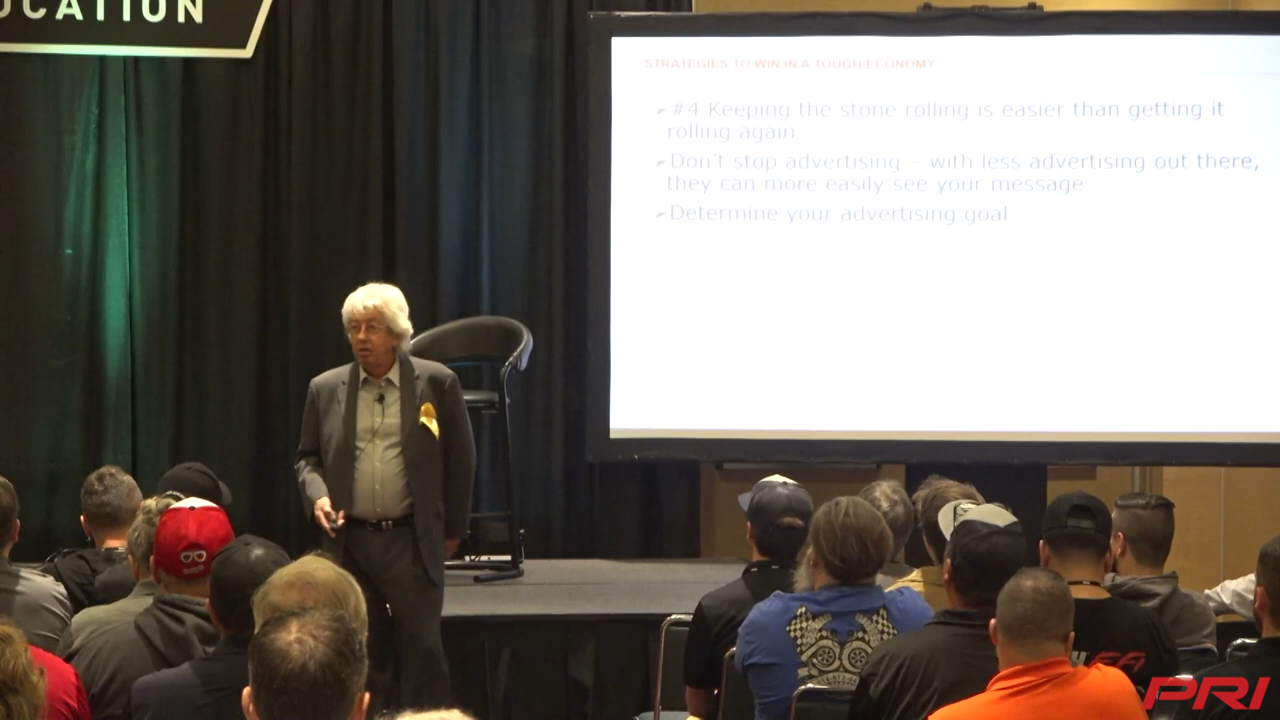 UCATION
STRATEGIES TO WIN IN A TOUGH ECONOMY
#4 Keeping the stone rolling is easier than getting it
rolling again
Don't stop advertising – with less advertising out there,
they can more easily see your message
Determine your advertising goal
PRI